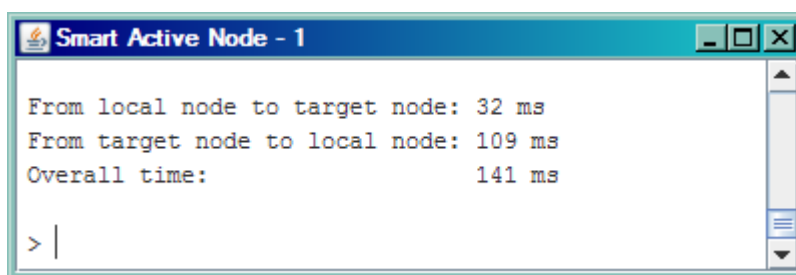 Smart Active Node - 1
From local node to target node: 32 ms
From target node to local node: 109 ms
Overall time: 141 ms
>